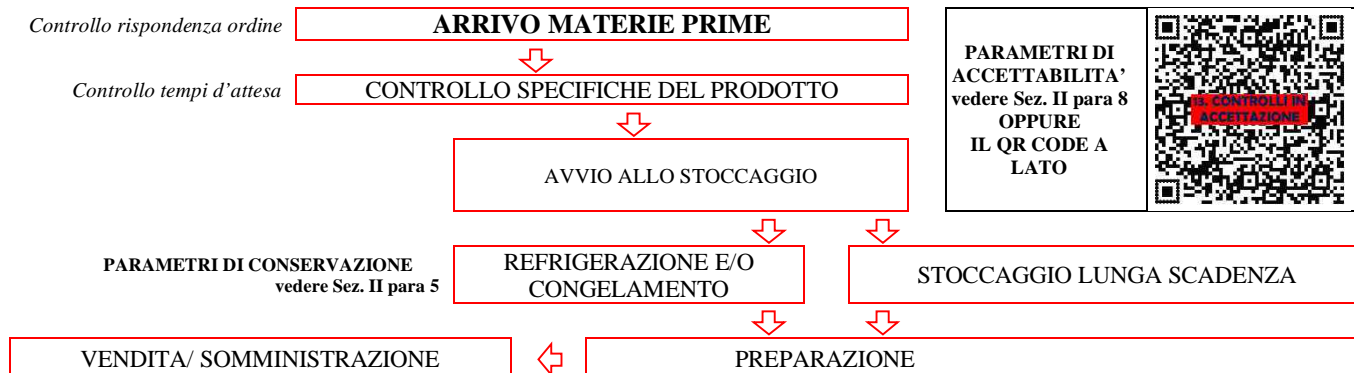 Controllo rispondenza ordine
ARRIVO MATERIE PRIME
Controllo tempi d'attesa
CONTROLLO SPECIFICHE DEL PRODOTTO
PARAMETRI DI
ACCETTABILITA'
vedere Sez. II para 8
OPPURE
IL QR CODE A
LATO
13. CONTROLLI IN
ACCETTAZIONE
AVVIO ALLO STOCCAGGIO
PARAMETRI DI CONSERVAZIONE
vedere Sez. II para 5
REFRIGERAZIONE E/O
CONGELAMENTO
STOCCAGGIO LUNGA SCADENZA
VENDITA/ SOMMINISTRAZIONE
PREPARAZIONE